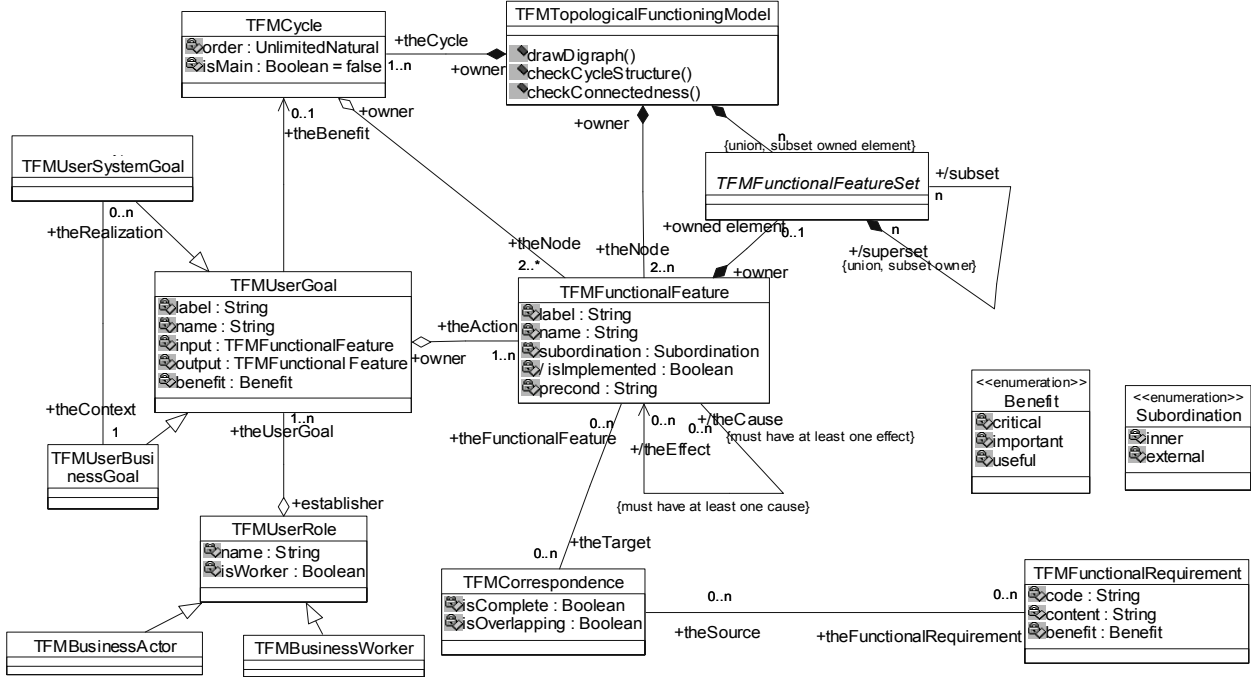 TFMCycle
order : UnlimitedNatural
isMain : Boolean = false
+theCycle
1..n
+owner
TFMTopologicalFunctioningModel
drawDigraph()
checkCycleStructure()
checkConnectedness()
+owner
0..1
+theBenefit
+owner
n
{union, subset owned element}
TFMFunctionalFeatureSet
+/subset
n
TFMUserSystemGoal
0..n
+theRealization
+theNode
2..*
+theNode
2..n
+owned element
0..1
+owner
n
+/superset
{union, subset owner}
TFMUserGoal
label : String
name : String
input : TFMFunctionalFeature
output : TFMFunctional Feature
benefit : Benefit
+theAction
+owner
1..n
TFMFunctionalFeature
label : String
name : String
subordination : Subordination
/ isImplemented : Boolean
precond : String
<<enumeration>>
Benefit
critical
important
useful
<<enumeration>>
Subordination
inner
external
+theContext
1
1..n
+theUserGoal
TFMUserBusi
nessGoal
0..n
+theFunctionalFeature
0..n
+/theEffect
+/theCause
0..n
{must have at least one effect}
{must have at least one cause}
+establisher
TFMUserRole
name : String
isWorker : Boolean
+theTarget
0..n
TFMCorrespondence
isComplete : Boolean
isOverlapping : Boolean
0..n
+theSource
0..n
+theFunctionalRequirement
TFMFunctionalRequirement
code : String
content : String
benefit : Benefit
TFMBusinessActor
TFMBusinessWorker